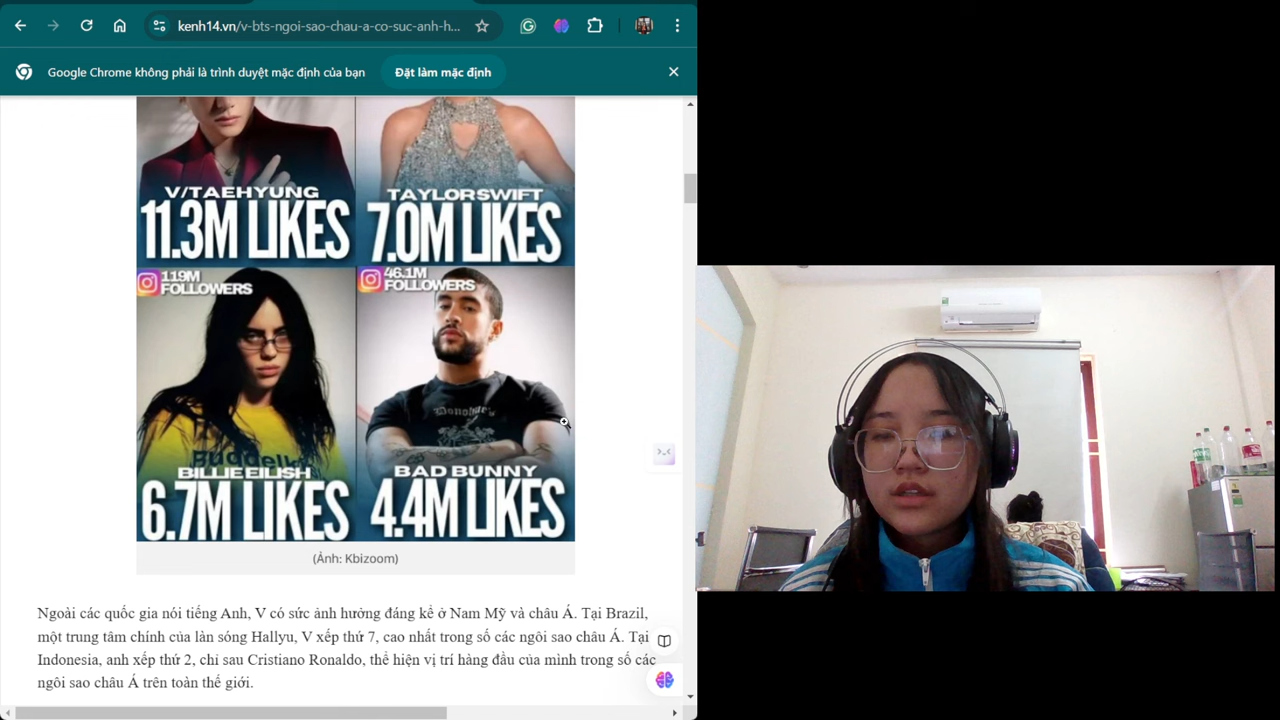 kenh14.vn/v-bts-ngoi-sao-chau-a-co-suc-anh-h...
Google Chrome không phải là trình duyệt mặc định của bạn
Đặt làm mặc định
V/TAEHYUNG
11.3M LIKES
TAYLOR SWIFT
7.0M LIKES
119M
FOLLOWERS
46.1M
FOLLOWERS
BILLIE EILISH
6.7M LIKES
BAD BUNNY
4.4M LIKES
(Ảnh: Kbizoom)
Ngoài các quốc gia nói tiếng Anh, V có sức ảnh hưởng đáng kể ở Nam Mỹ và châu Á. Tại Brazil,
một trung tâm chính của làn sóng Hallyu, V xếp thứ 7, cao nhất trong số các ngôi sao châu Á. Tại
Indonesia, anh xếp thứ 2, chỉ sau Cristiano Ronaldo, thể hiện vị trí hàng đầu của mình trong số các
ngôi sao châu Á trên toàn thế giới.